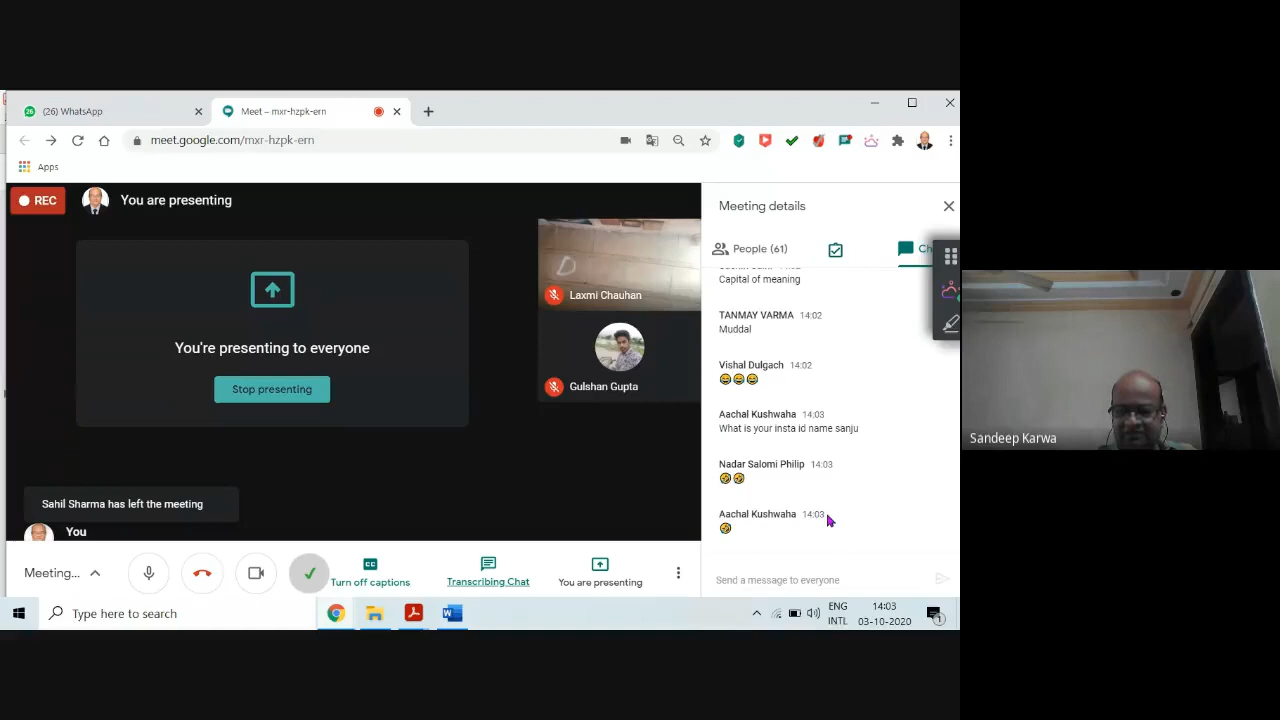 (26) WhatsApp
Meet – mxr-hzpk-ern
meet.google.com/mxr-hzpk-ern
Apps
REC
You are presenting
You're presenting to everyone
Stop presenting
Laxmi Chauhan
Gulshan Gupta
Sahil Sharma has left the meeting
You
Meeting details
People (61)
Ch
Capital of meaning
TANMAY VARMA 14:02
Muddal
Vishal Dulgach 14:02
😂😂😂
Aachal Kushwaha 14:03
What is your insta id name sanju
Nadar Salomi Philip 14:03
🤣🤣
Aachal Kushwaha 14:03
🤣
Send a message to everyone
Meeting...
Turn off captions
Transcribing Chat
You are presenting
Type here to search
ENG
INTL
14:03
03-10-2020
Sandeep Karwa